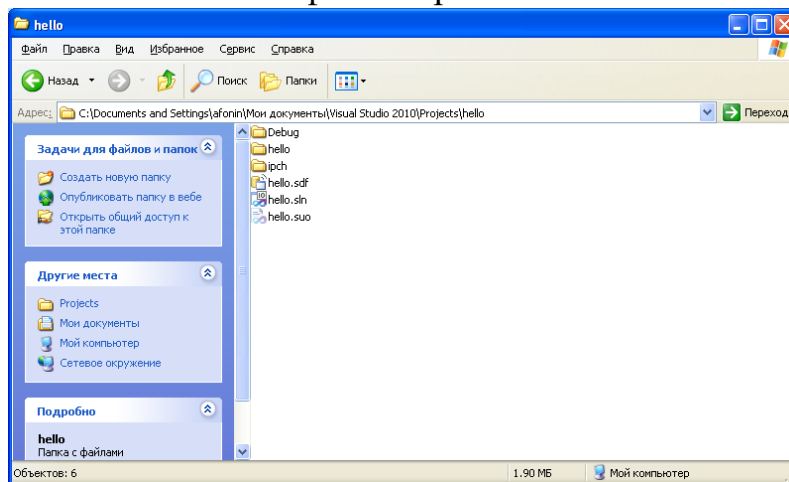 hello
Файл Правка Вид Избранное Сервис Справка
Назад Поиск Папки
Адрес: C:\Documents and Settings\afonin\Мои документы\Visual Studio 2010\Projects\hello Переход
Задачи для файлов и папок
Создать новую папку
Опубликовать папку в вебе
Открыть общий доступ к
этой папке
Другие места
Projects
Мои документы
Мой компьютер
Сетевое окружение
Подробно
hello
Папка с файлами
Debug
hello
ipch
hello.sdf
hello.sln
hello.suo
Объектов: 6 1.90 МБ Мой компьютер